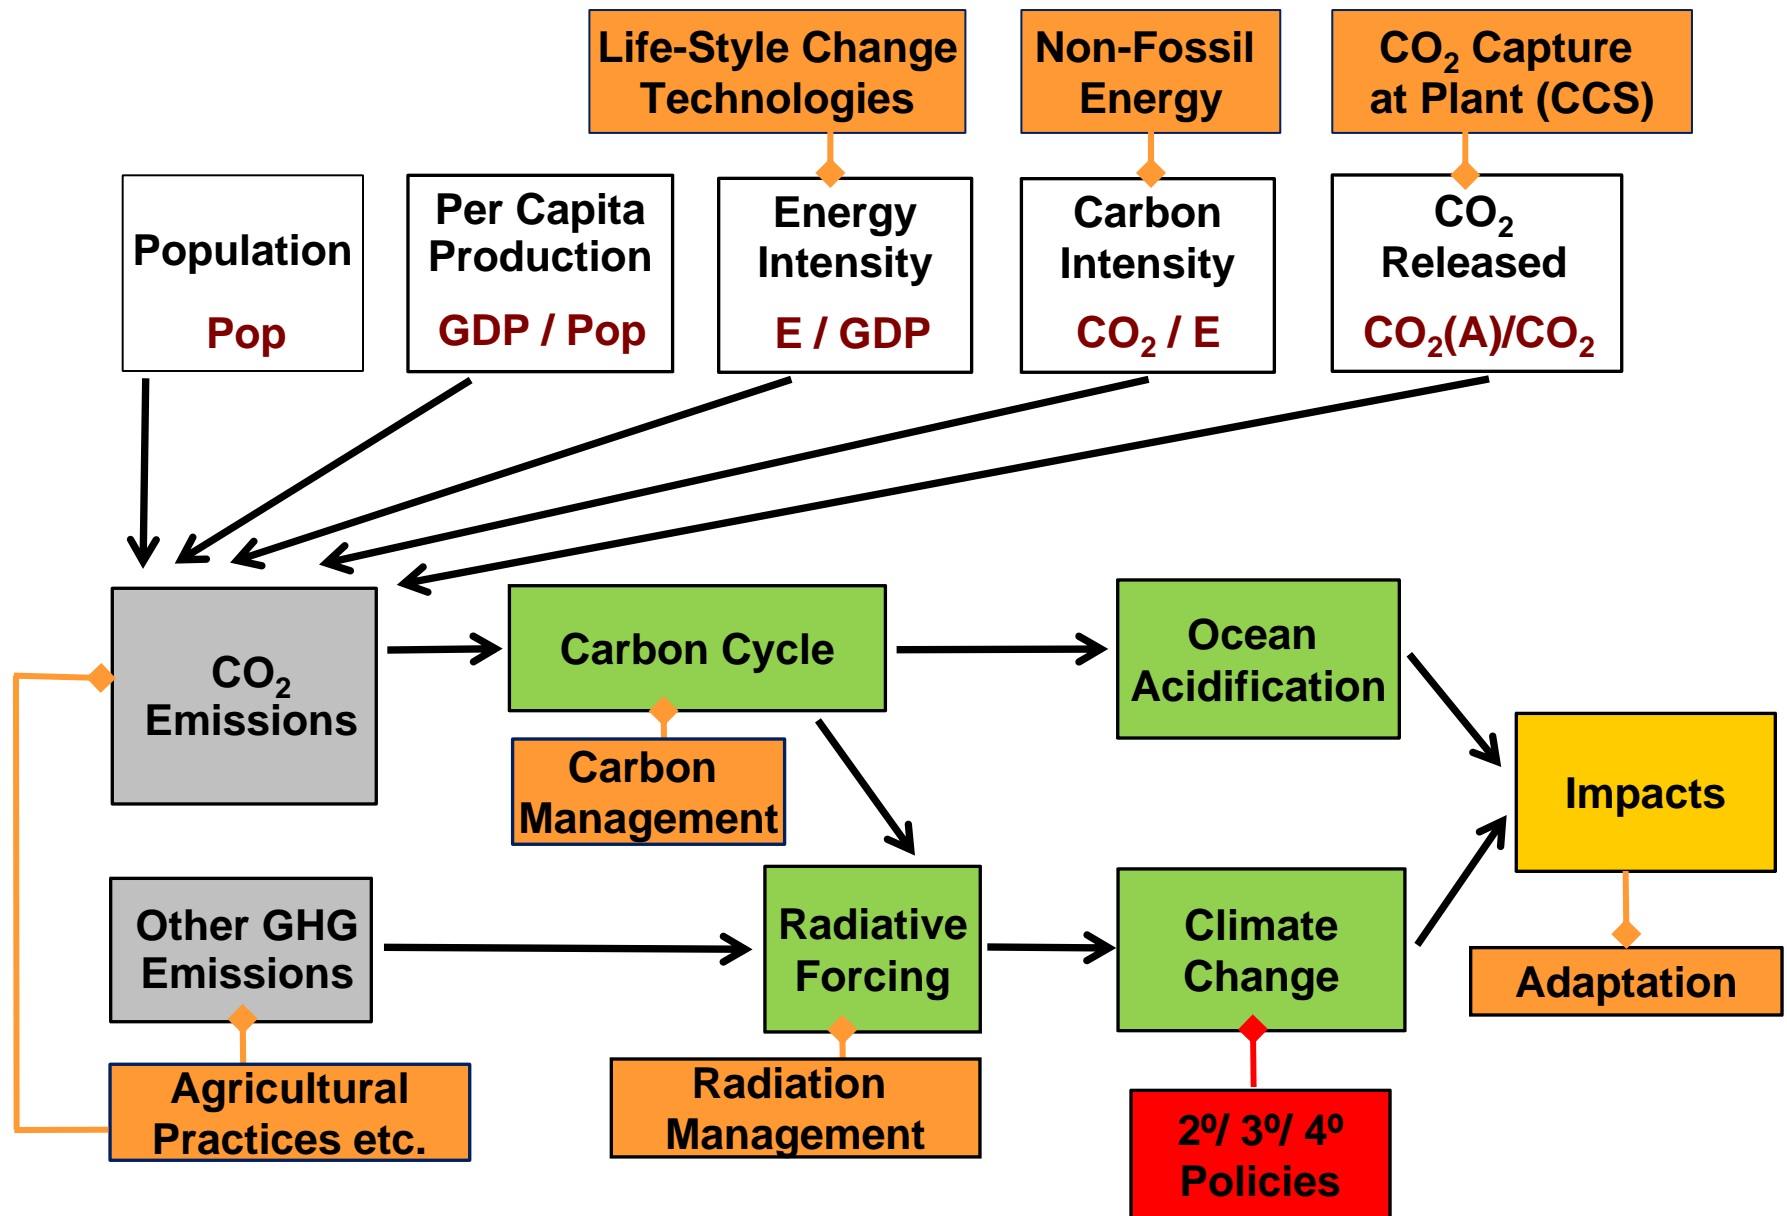 Life-Style Change
Technologies
Non-Fossil
Energy
CO₂ Capture
at Plant (CCS)
Population
Pop
Per Capita
Production
GDP / Pop
Energy
Intensity
E / GDP
Carbon
Intensity
CO₂ / E
CO₂
Released
CO₂(A)/CO₂
CO₂
Emissions
Carbon Cycle
Ocean
Acidification
Carbon
Management
Impacts
Other GHG
Emissions
Radiative
Forcing
Climate
Change
Adaptation
Agricultural
Practices etc.
Radiation
Management
2º/ 3º/ 4º
Policies